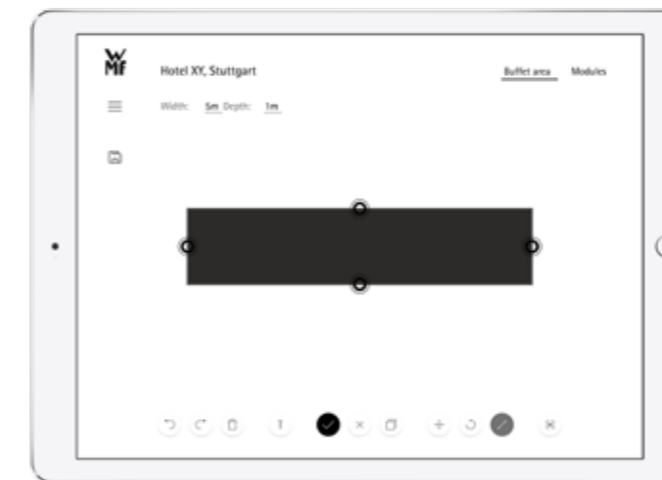 WMF
Hotel XY, Stuttgart
Buffet area Modules
Width: 5m Depth: 1m
T